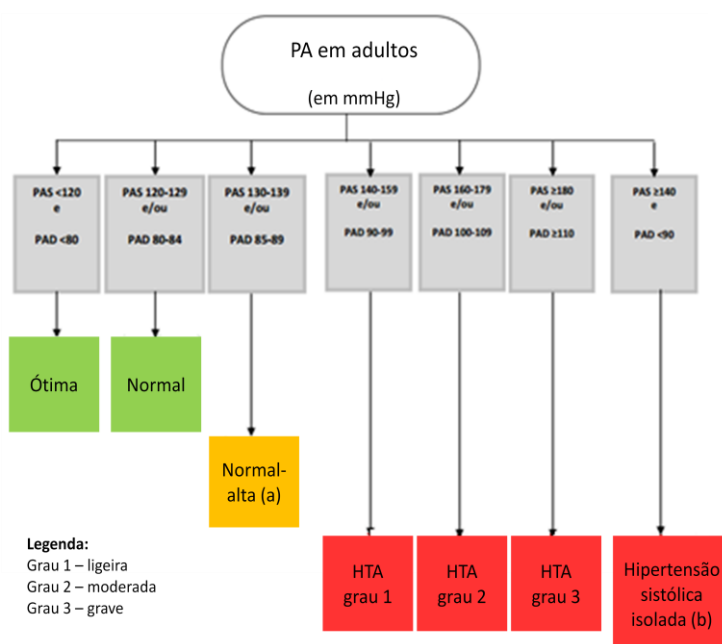 PA em adultos
(em mmHg)
PAS <120
e
PAD <80
PAS 120-129
e/ou
PAD 80-84
PAS 130-139
e/ou
PAD 85-89
PAS 140-159
e/ou
PAD 90-99
PAS 160-179
e/ou
PAD 100-109
PAS ≥180
e/ou
PAD ≥110
PAS ≥140
e
PAD <90
Ótima
Normal
Normal-
alta (a)
HTA
grau 1
HTA
grau 2
HTA
grau 3
Hipertensão
sistólica
isolada (b)
Legenda:
Grau 1 – ligeira
Grau 2 – moderada
Grau 3 – grave